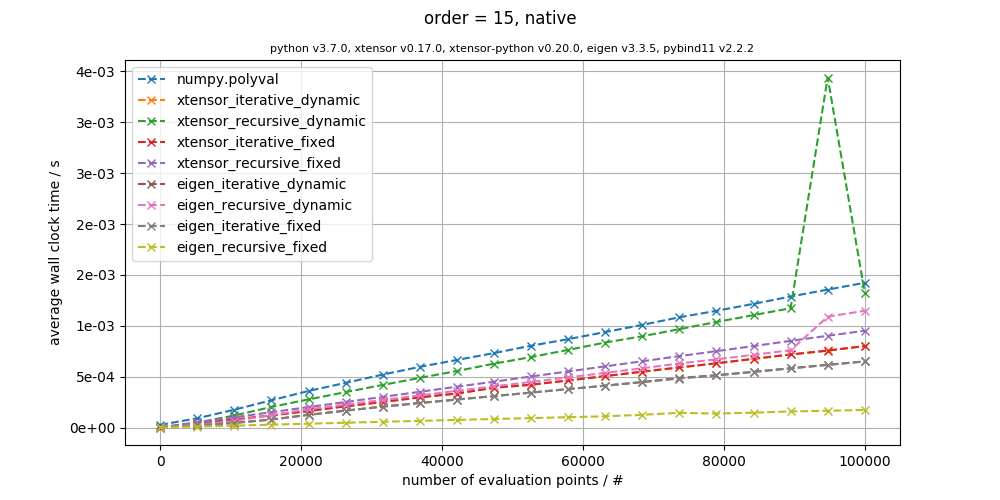 order = 15, native
python v3.7.0, xtensor v0.17.0, xtensor-python v0.20.0, eigen v3.3.5, pybind11 v2.2.2
numpy.polyval
xtensor_iterative_dynamic
xtensor_recursive_dynamic
xtensor_iterative_fixed
xtensor_recursive_fixed
eigen_iterative_dynamic
eigen_recursive_dynamic
eigen_iterative_fixed
eigen_recursive_fixed
average wall clock time / s
4e-03
3e-03
3e-03
2e-03
2e-03
1e-03
5e-04
0e+00
0 20000 40000 60000 80000 100000
number of evaluation points / #